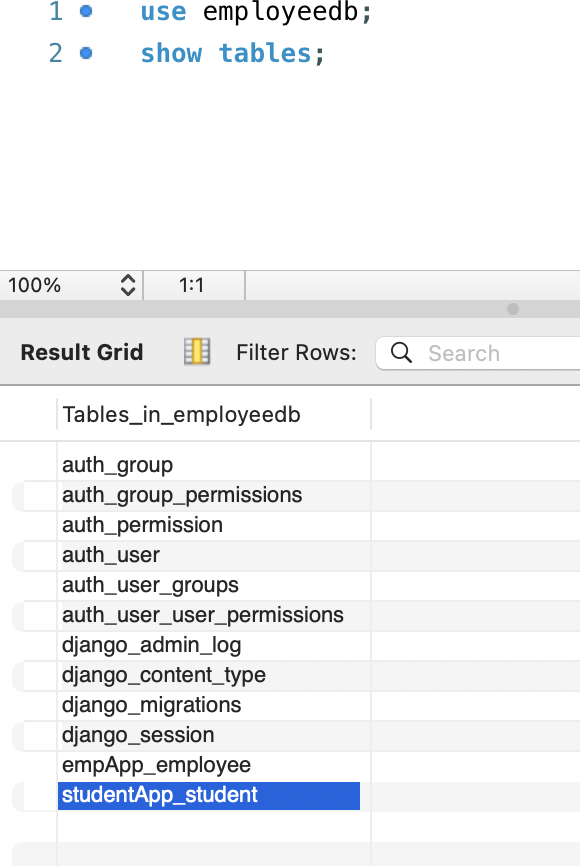 1 use employeedb;
2 show tables;
100% 1:1
Result Grid Filter Rows: Search
Tables_in_employeedb
auth_group
auth_group_permissions
auth_permission
auth_user
auth_user_groups
auth_user_user_permissions
django_admin_log
django_content_type
django_migrations
django_session
empApp_employee
studentApp_student